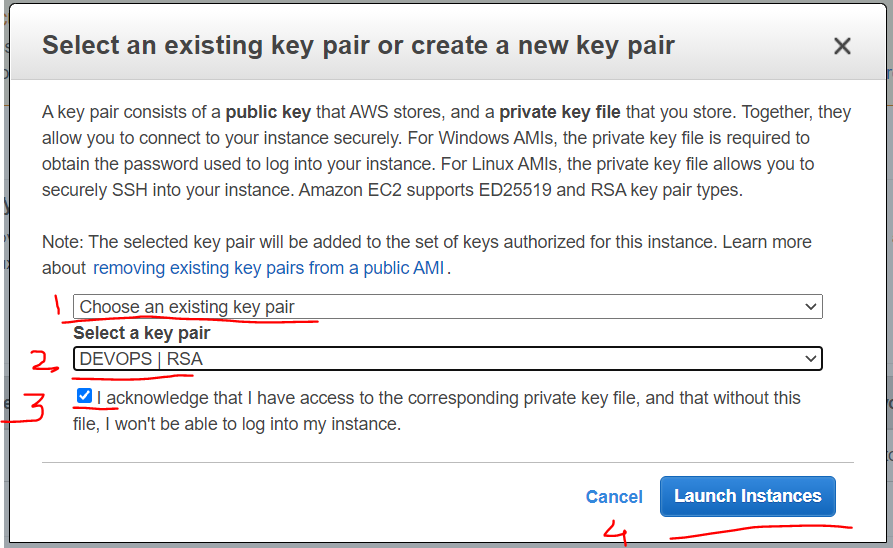 Select an existing key pair or create a new key pair
A key pair consists of a public key that AWS stores, and a private key file that you store. Together, they
allow you to connect to your instance securely. For Windows AMIs, the private key file is required to
obtain the password used to log into your instance. For Linux AMIs, the private key file allows you to
securely SSH into your instance. Amazon EC2 supports ED25519 and RSA key pair types.
Note: The selected key pair will be added to the set of keys authorized for this instance. Learn more
about removing existing key pairs from a public AMI .
1 Choose an existing key pair
Select a key pair
2. DEVOPS | RSA
3 I acknowledge that I have access to the corresponding private key file, and that without this
file, I won't be able to log into my instance.
Cancel Launch Instances
4